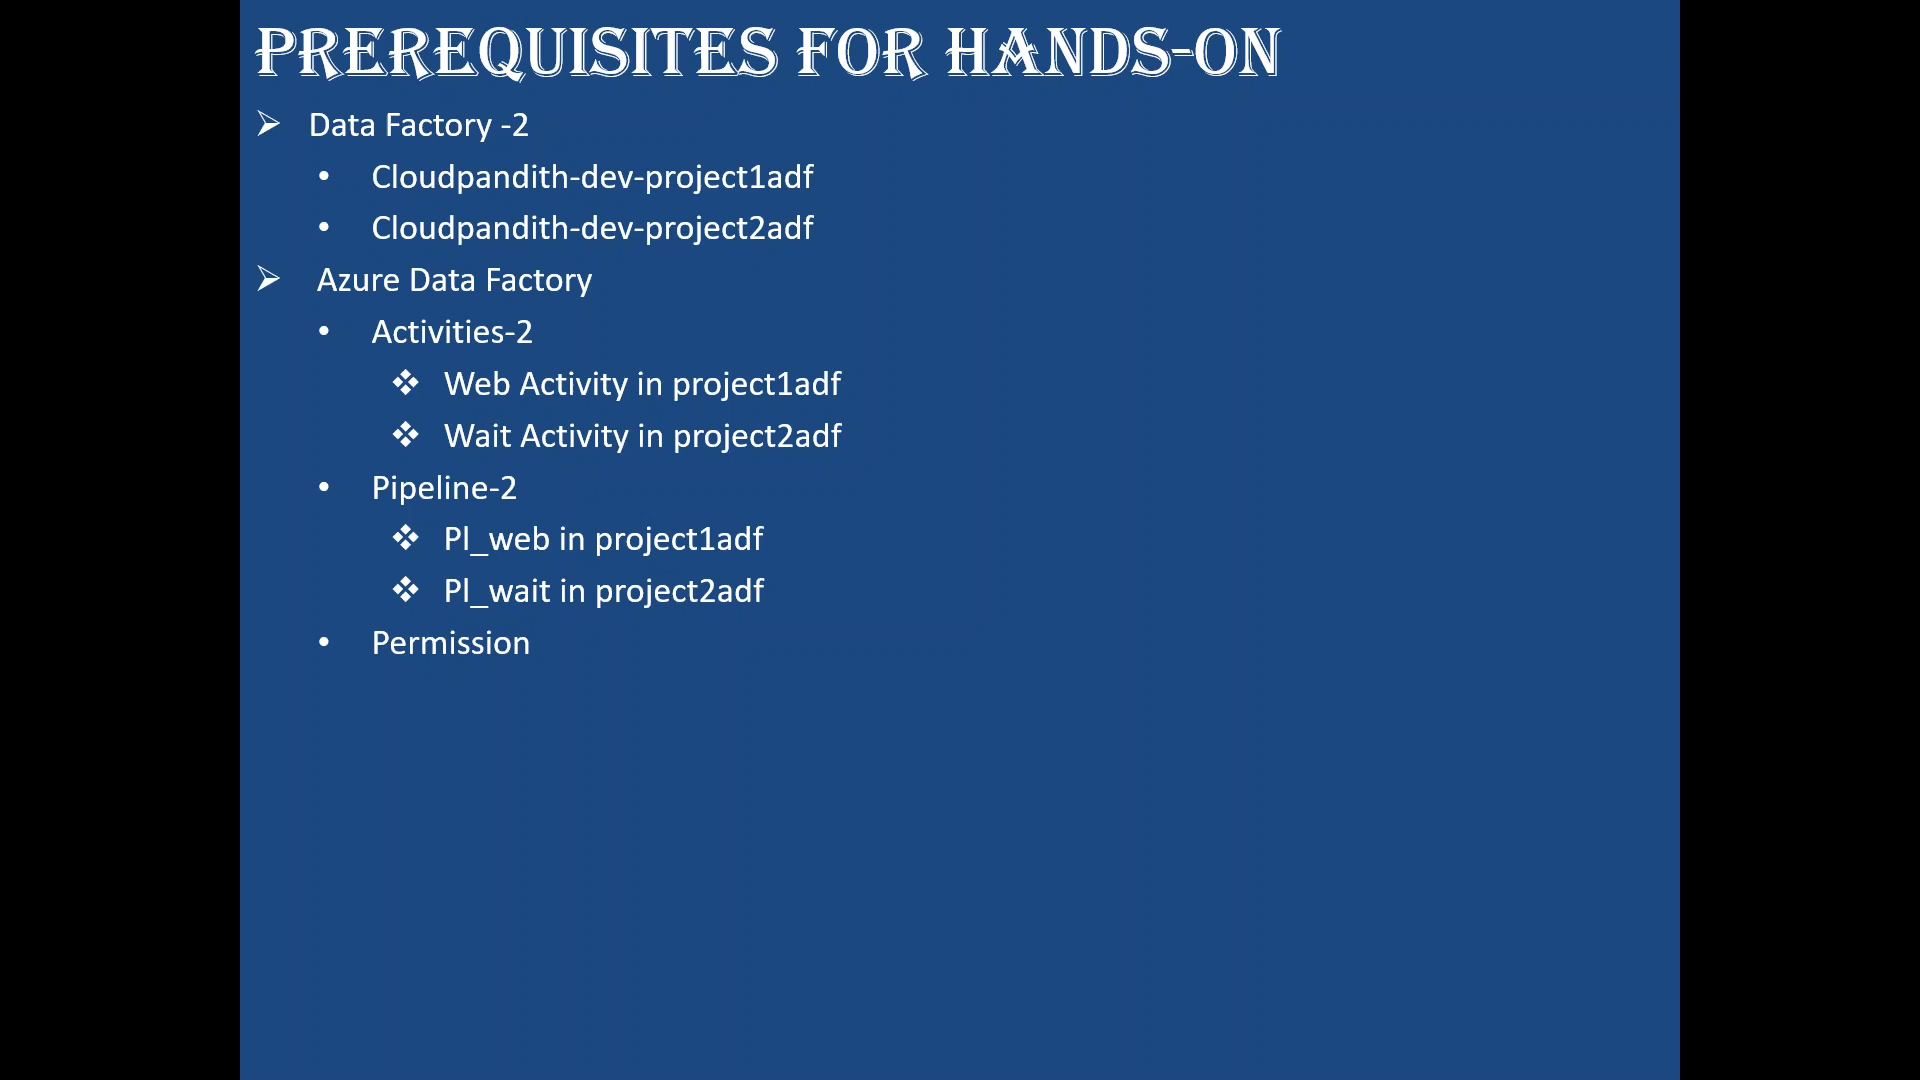 PREREQUISITES FOR HANDS-ON
Data Factory -2
Cloudpandith-dev-project1adf
Cloudpandith-dev-project2adf
Azure Data Factory
Activities-2
Web Activity in project1adf
Wait Activity in project2adf
Pipeline-2
Pl_web in project1adf
Pl_wait in project2adf
Permission